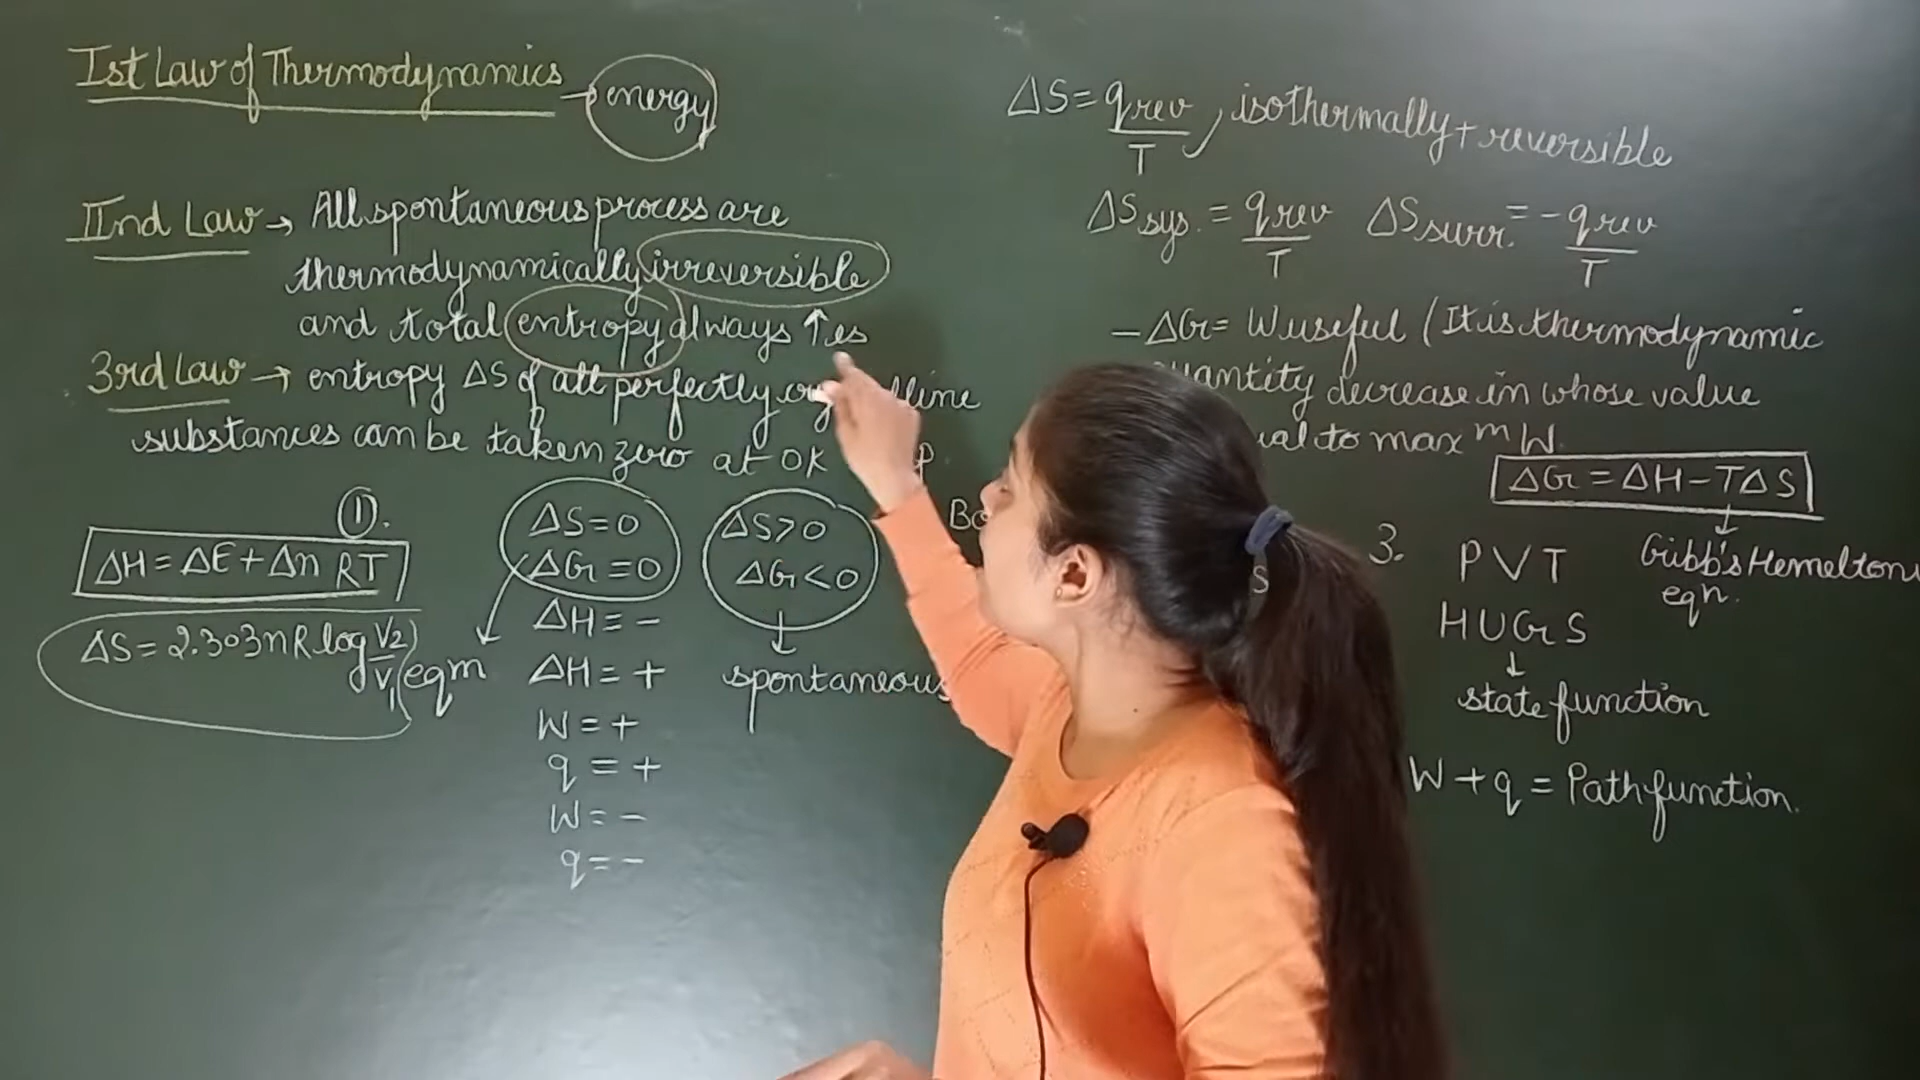 Ist Law of Thermodynamics → energy
IInd Law → All spontaneous process are
thermodynamically irreversible
and total entropy always ↑es
3rd Law → entropy ΔS of all perfectly
substances can be taken zero at 0K
①.
ΔH = ΔE + Δn RT
ΔS = 2.303nR log V2/V1
eqm
ΔS = 0
ΔG = 0
ΔH = -
ΔH = +
W = +
q = +
W = -
q = -
ΔS > 0
ΔG < 0
↓
spontaneous
ΔS = qrev/T, isothermally + reversible
ΔSsys. = qrev/T ΔSsurr. = -qrev/T
-ΔG = Wuseful (It is thermodynamic
quantity decrease in whose value
to max m W.
ΔG = ΔH - TΔS
↓
Gibb's Hemeltons
eqn.
3. PVT
HUGS
↓
state function
W + q = Path function.